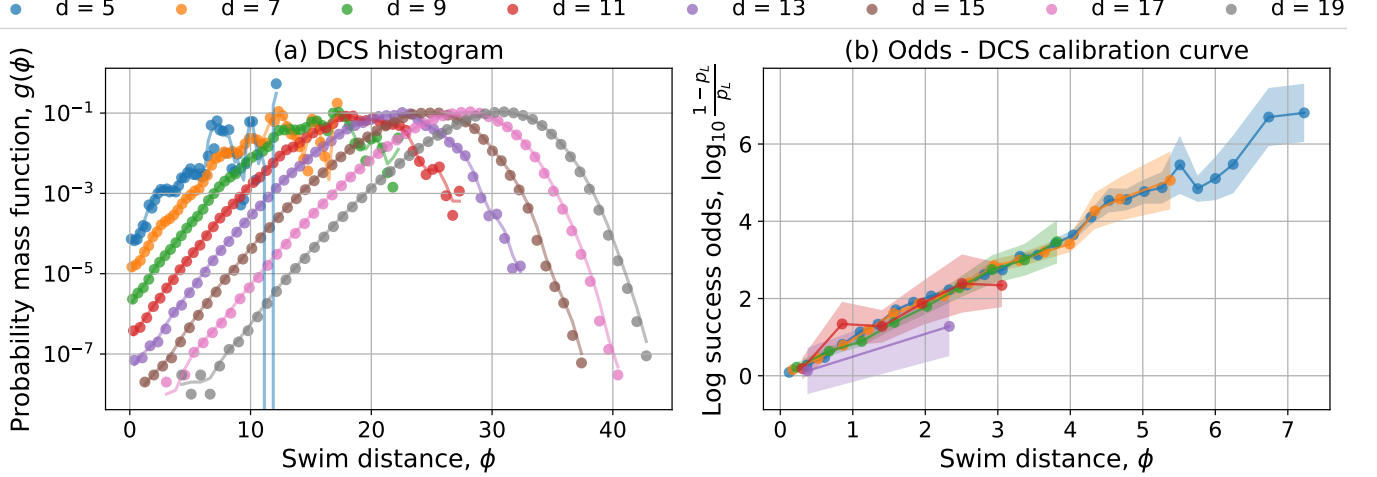 d = 5 d = 7 d = 9 d = 11 d = 13 d = 15 d = 17 d = 19
(a) DCS histogram
Probability mass function, g(ϕ)
10⁻¹
10⁻³
10⁻⁵
10⁻⁷
0 10 20 30 40
Swim distance, ϕ
(b) Odds - DCS calibration curve
Log success odds, log₁₀ (1 − p_L)/p_L
6
4
2
0
0 1 2 3 4 5 6 7
Swim distance, ϕ